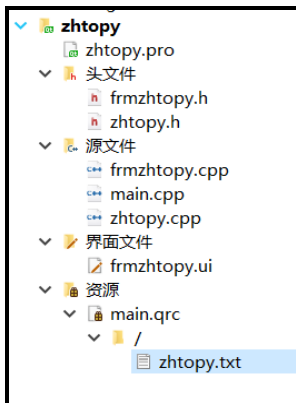 zhtopy
zhtopy.pro
头文件
frmzhtopy.h
zhtopy.h
源文件
frmzhtopy.cpp
main.cpp
zhtopy.cpp
界面文件
frmzhtopy.ui
资源
main.qrc
/
zhtopy.txt